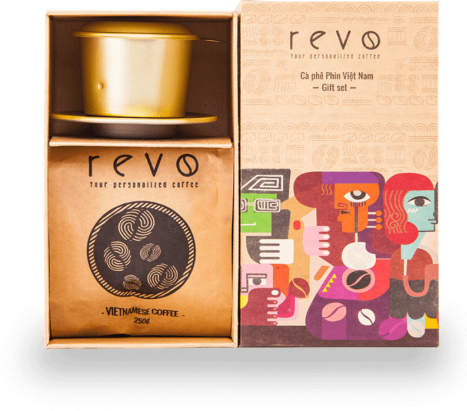 revo
Your personalized coffee
- VIETNAMESE COFFEE -
250g
revo
Your personalized coffee
Cà phê Phin Việt Nam
– Gift set –